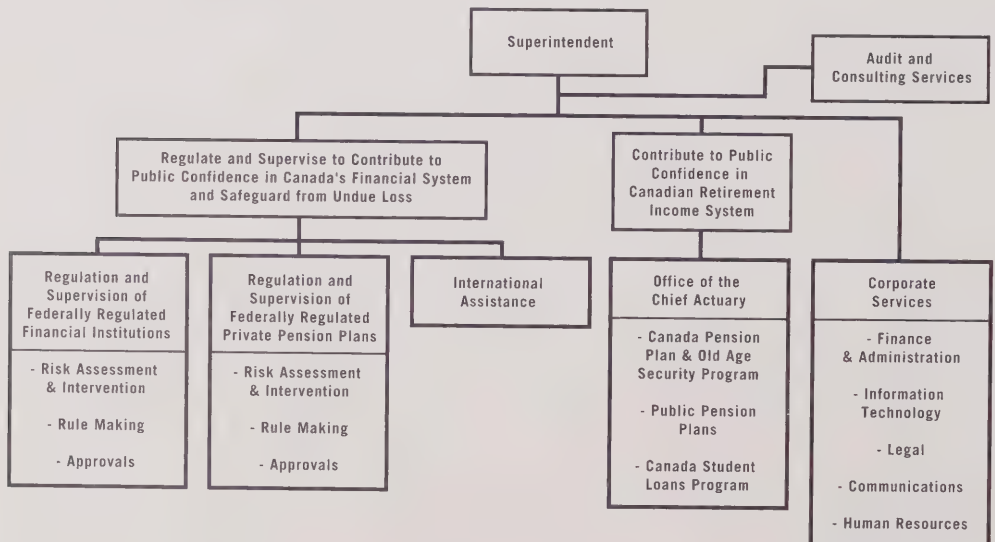 Superintendent
Audit and
Consulting Services
Regulate and Supervise to Contribute to
Public Confidence in Canada's Financial System
and Safeguard from Undue Loss
Contribute to Public
Confidence in
Canadian Retirement
Income System
Regulation and
Supervision of
Federally Regulated
Financial Institutions
- Risk Assessment
& Intervention
- Rule Making
- Approvals
Regulation and
Supervision of
Federally Regulated
Private Pension Plans
- Risk Assessment
& Intervention
- Rule Making
- Approvals
International
Assistance
Office of the
Chief Actuary
- Canada Pension
Plan & Old Age
Security Program
- Public Pension
Plans
- Canada Student
Loans Program
Corporate
Services
- Finance
& Administration
- Information
Technology
- Legal
- Communications
- Human Resources